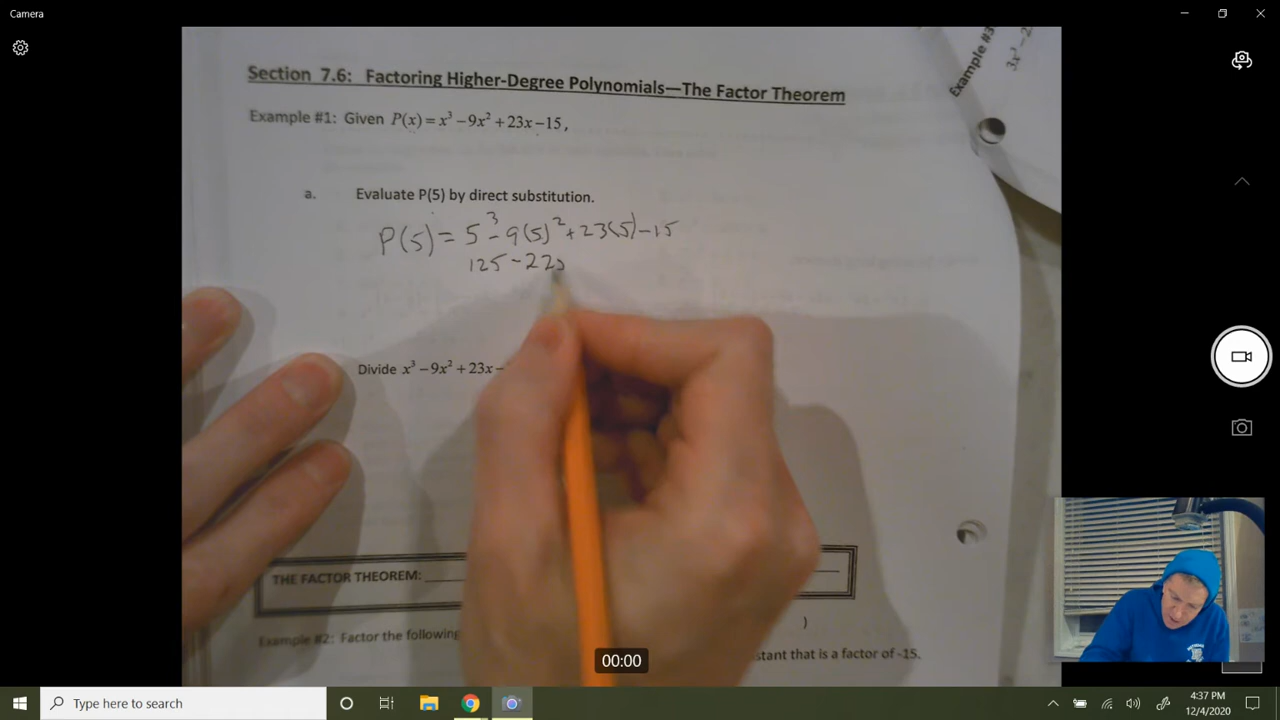 Camera
Section 7.6: Factoring Higher-Degree Polynomials—The Factor Theorem
Example #3
3x³ – 2
Example #1: Given P(x) = x³ – 9x² + 23x – 15,
a. Evaluate P(5) by direct substitution.
P(5) = 5³ - 9(5)² + 23(5) - 15
125 - 22
Divide x³ – 9x² + 23x –
THE FACTOR THEOREM:
Example #2: Factor the following
)
stant that is a factor of -15.
00:00
Type here to search
4:37 PM
12/4/2020